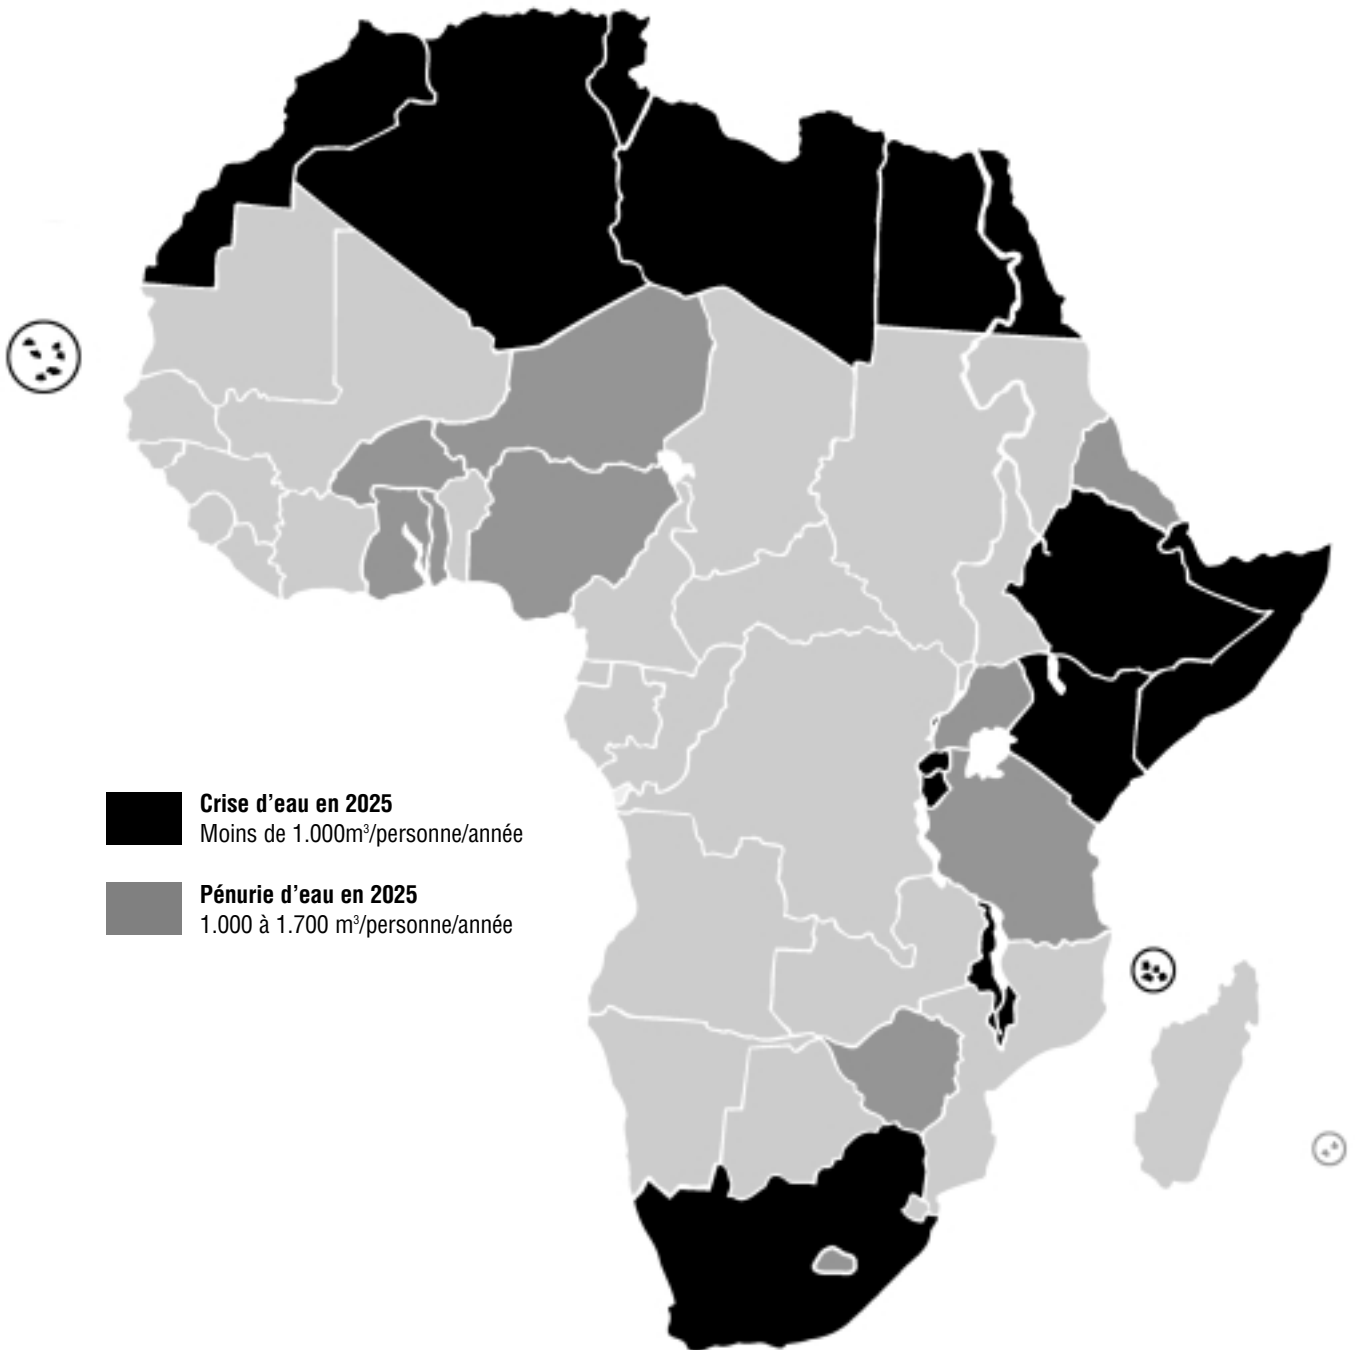 Crise d’eau en 2025
Moins de 1.000m³/personne/année
Pénurie d’eau en 2025
1.000 à 1.700 m³/personne/année